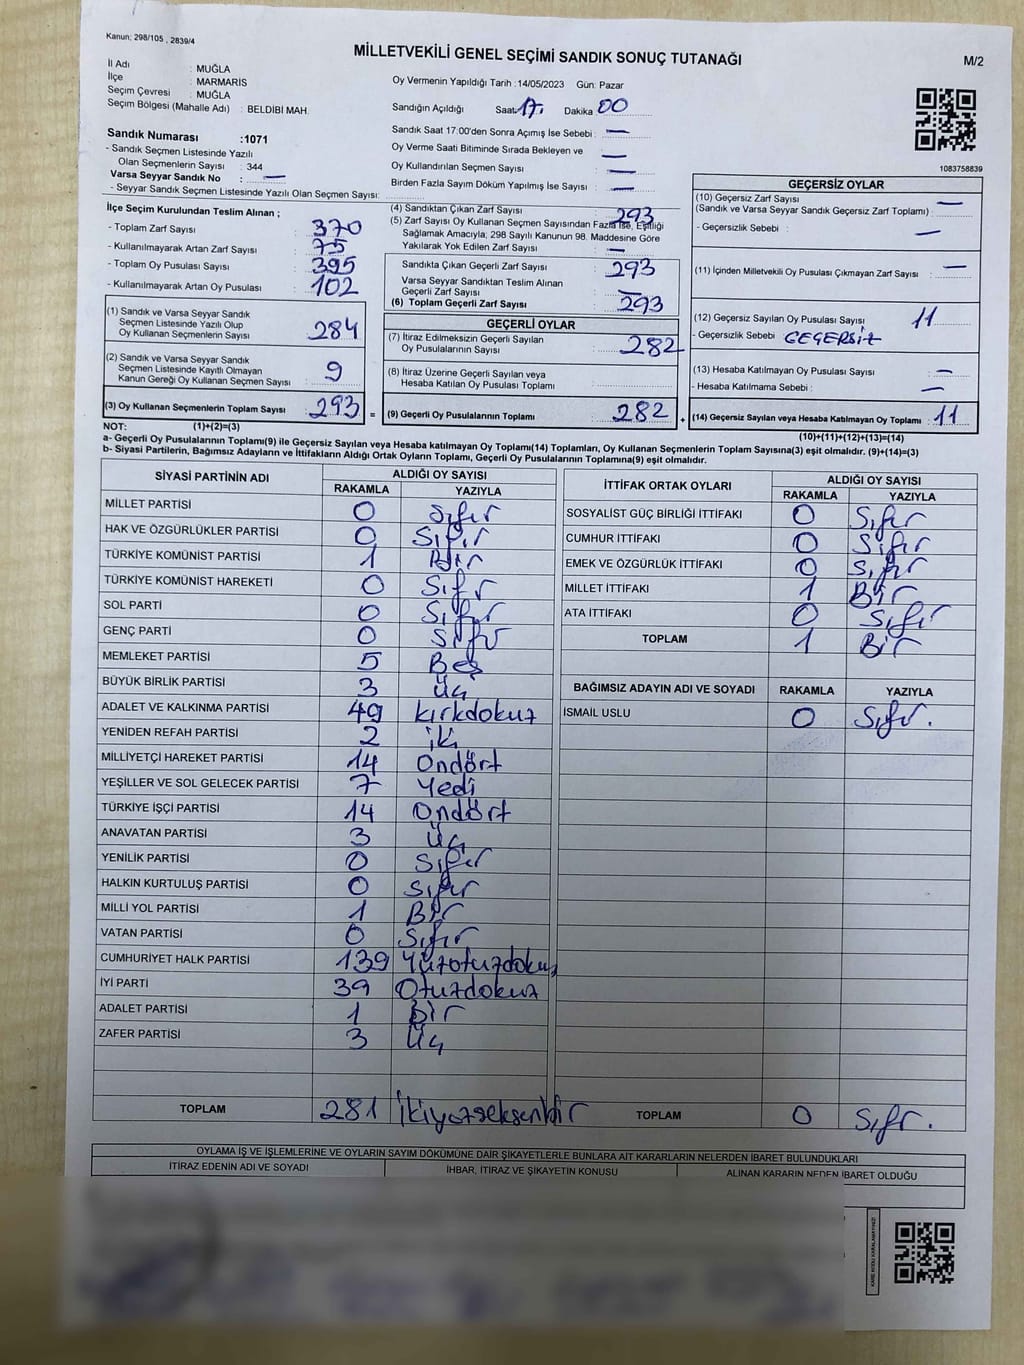 Kanun; 298/105 , 2839/4
MİLLETVEKİLİ GENEL SEÇİMİ SANDIK SONUÇ TUTANAĞI
M/2
İl Adı : MUĞLA
İlçe : MARMARİS
Seçim Çevresi : MUĞLA
Seçim Bölgesi (Mahalle Adı) : BELDİBİ MAH.
Oy Vermenin Yapıldığı Tarih :14/05/2023 Gün: Pazar
Sandığın Açıldığı Saat 17. Dakika 00
Sandık Saat 17:00'den Sonra Açımış İse Sebebi : —
Oy Verme Saati Bitiminde Sırada Bekleyen ve
Oy Kullandırılan Seçmen Sayısı : —
Birden Fazla Sayım Döküm Yapılmış İse Sayısı : —
1083758839
Sandık Numarası :1071
- Sandık Seçmen Listesinde Yazılı
Olan Seçmenlerin Sayısı : 344
Varsa Seyyar Sandık No : —
- Seyyar Sandık Seçmen Listesinde Yazılı Olan Seçmen Sayısı:
İlçe Seçim Kurulundan Teslim Alınan ;
- Toplam Zarf Sayısı : 370
- Kullanılmayarak Artan Zarf Sayısı : 75
- Toplam Oy Pusulası Sayısı : 395
- Kullanılmayarak Artan Oy Pusulası : 102
(1) Sandık ve Varsa Seyyar Sandık
Seçmen Listesinde Yazılı Olup
Oy Kullanan Seçmenlerin Sayısı : 284
(2) Sandık ve Varsa Seyyar Sandık
Seçmen Listesinde Kayıtlı Olmayan
Kanun Gereği Oy Kullanan Seçmen Sayısı : 9
(3) Oy Kullanan Seçmenlerin Toplam Sayısı : 293 =
(4) Sandıktan Çıkan Zarf Sayısı : 293
(5) Zarf Sayısı Oy Kullanan Seçmen Sayısından Fazla İse, Eşitliği
Sağlamak Amacıyla; 298 Sayılı Kanunun 98. Maddesine Göre
Yakılarak Yok Edilen Zarf Sayısı : —
Sandıkta Çıkan Geçerli Zarf Sayısı : 293
Varsa Seyyar Sandıktan Teslim Alınan
Geçerli Zarf Sayısı : —
(6) Toplam Geçerli Zarf Sayısı : 293
GEÇERLİ OYLAR
(7) İtiraz Edilmeksizin Geçerli Sayılan
Oy Pusulalarının Sayısı : 282
(8) İtiraz Üzerine Geçerli Sayılan veya
Hesaba Katılan Oy Pusulası Toplamı :
(9) Geçerli Oy Pusulalarının Toplamı : 282 +
GEÇERSİZ OYLAR
(10) Geçersiz Zarf Sayısı : —
(Sandık ve Varsa Seyyar Sandık Geçersiz Zarf Toplamı) :
- Geçersizlik Sebebi : —
(11) İçinden Milletvekili Oy Pusulası Çıkmayan Zarf Sayısı : —
(12) Geçersiz Sayılan Oy Pusulası Sayısı : 11
- Geçersizlik Sebebi : GEÇERSİZ
(13) Hesaba Katılmayan Oy Pusulası Sayısı : —
- Hesaba Katılmama Sebebi : —
(14) Geçersiz Sayılan veya Hesaba Katılmayan Oy Toplamı : 11
NOT: (1)+(2)=(3)
(10)+(11)+(12)+(13)=(14)
a- Geçerli Oy Pusulalarının Toplamı(9) ile Geçersiz Sayılan veya Hesaba katılmayan Oy Toplamı(14) Toplamları, Oy Kullanan Seçmenlerin Toplam Sayısına(3) eşit olmalıdır. (9)+(14)=(3)
b- Siyasi Partilerin, Bağımsız Adayların ve İttifakların Aldığı Ortak Oyların Toplamı, Geçerli Oy Pusulalarının Toplamına(9) eşit olmalıdır.
SİYASİ PARTİNİN ADI ALDIĞI OY SAYISI
RAKAMLA YAZIYLA
MİLLET PARTİSİ 0 Sıfır
HAK VE ÖZGÜRLÜKLER PARTİSİ 0 Sıfır
TÜRKİYE KOMÜNİST PARTİSİ 1 Bir
TÜRKİYE KOMÜNİST HAREKETİ 0 Sıfır
SOL PARTİ 0 Sıfır
GENÇ PARTİ 0 Sıfır
MEMLEKET PARTİSİ 5 Beş
BÜYÜK BİRLİK PARTİSİ 3 Üç
ADALET VE KALKINMA PARTİSİ 49 kırkdokuz
YENİDEN REFAH PARTİSİ 2 iki
MİLLİYETÇİ HAREKET PARTİSİ 14 Ondört
YEŞİLLER VE SOL GELECEK PARTİSİ 7 Yedi
TÜRKİYE İŞÇİ PARTİSİ 14 Ondört
ANAVATAN PARTİSİ 3 Üç
YENİLİK PARTİSİ 0 Sıfır
HALKIN KURTULUŞ PARTİSİ 0 Sıfır
MİLLİ YOL PARTİSİ 1 Bir
VATAN PARTİSİ 0 Sıfır
CUMHURİYET HALK PARTİSİ 139 Yüzotuzdokuz
İYİ PARTİ 39 Otuzdokuz
ADALET PARTİSİ 1 Bir
ZAFER PARTİSİ 3 Üç
TOPLAM 281 İkiyüzseksenbir
İTTİFAK ORTAK OYLARI ALDIĞI OY SAYISI
RAKAMLA YAZIYLA
SOSYALİST GÜÇ BİRLİĞİ İTTİFAKI 0 Sıfır
CUMHUR İTTİFAKI 0 Sıfır
EMEK VE ÖZGÜRLÜK İTTİFAKI 0 Sıfır
MİLLET İTTİFAKI 1 Bir
ATA İTTİFAKI 0 Sıfır
TOPLAM 1 Bir
BAĞIMSIZ ADAYIN ADI VE SOYADI RAKAMLA YAZIYLA
İSMAİL USLU 0 Sıfır.
TOPLAM 0 Sıfır.
OYLAMA İŞ VE İŞLEMLERİNE VE OYLARIN SAYIM DÖKÜMÜNE DAİR ŞİKAYETLERLE BUNLARA AİT KARARLARIN NELERDEN İBARET BULUNDUKLARI
İTİRAZ EDENİN ADI VE SOYADI İHBAR, İTİRAZ VE ŞİKAYETİN KONUSU ALINAN KARARIN NEDEN İBARET OLDUĞU
KARE KODU KARALAMAYINIZ!